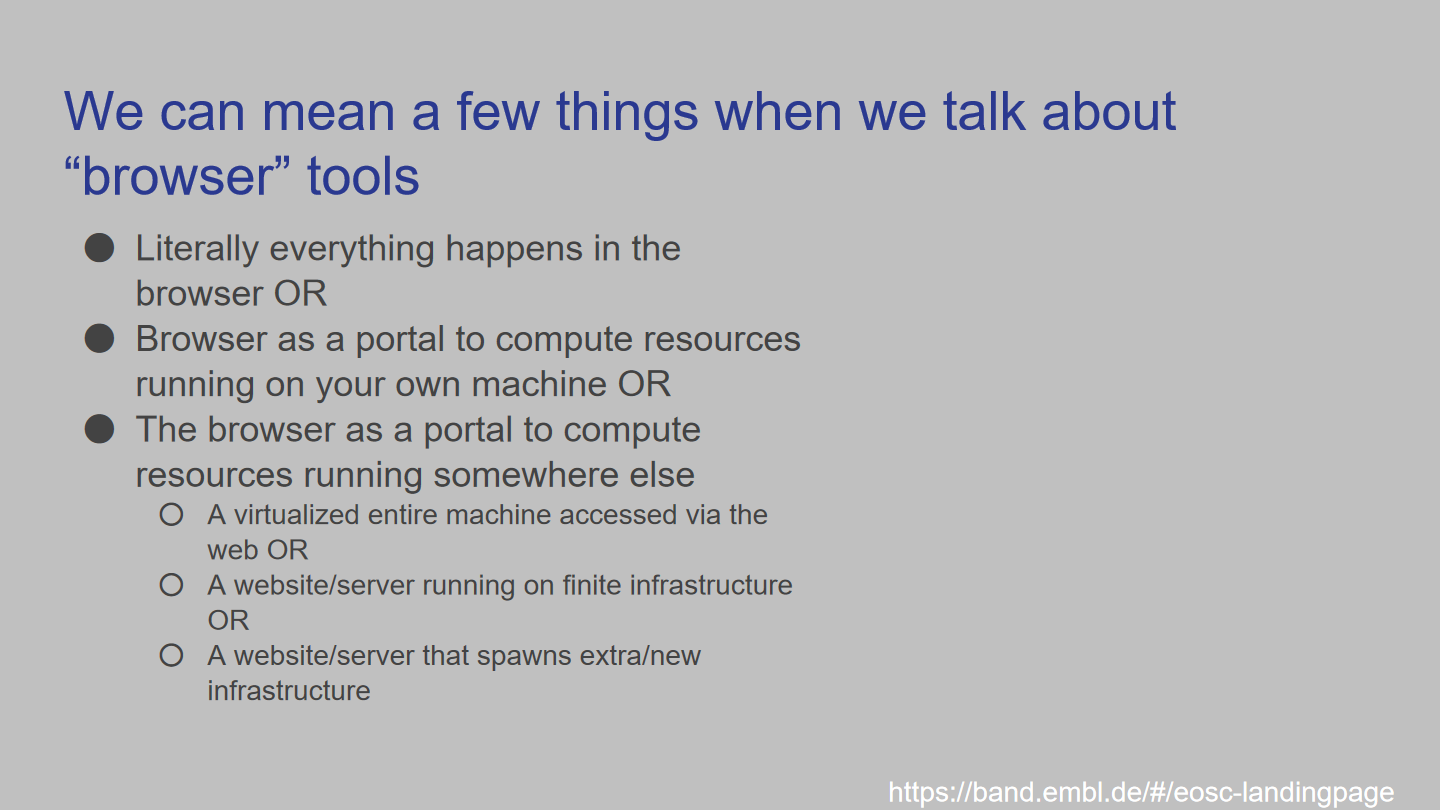 We can mean a few things when we talk about
“browser” tools
● Literally everything happens in the
browser OR
● Browser as a portal to compute resources
running on your own machine OR
● The browser as a portal to compute
resources running somewhere else
○ A virtualized entire machine accessed via the
web OR
○ A website/server running on finite infrastructure
OR
○ A website/server that spawns extra/new
infrastructure
https://band.embl.de/#/eosc-landingpage